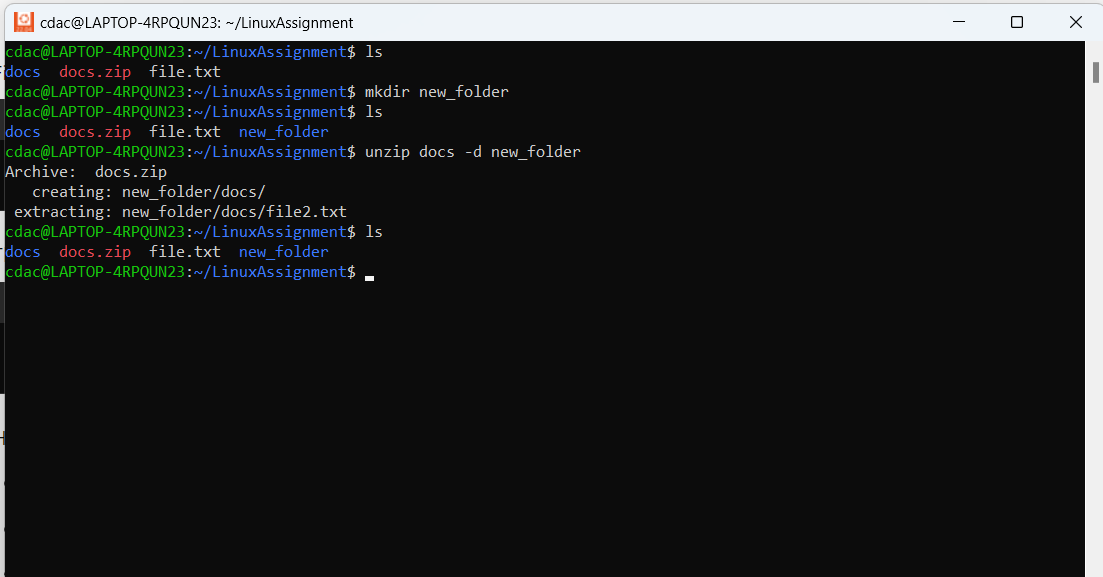 cdac@LAPTOP-4RPQUN23: ~/LinuxAssignment
cdac@LAPTOP-4RPQUN23:~/LinuxAssignment$ ls
docs  docs.zip  file.txt
cdac@LAPTOP-4RPQUN23:~/LinuxAssignment$ mkdir new_folder
cdac@LAPTOP-4RPQUN23:~/LinuxAssignment$ ls
docs  docs.zip  file.txt  new_folder
cdac@LAPTOP-4RPQUN23:~/LinuxAssignment$ unzip docs -d new_folder
Archive:  docs.zip
   creating: new_folder/docs/
 extracting: new_folder/docs/file2.txt
cdac@LAPTOP-4RPQUN23:~/LinuxAssignment$ ls
docs  docs.zip  file.txt  new_folder
cdac@LAPTOP-4RPQUN23:~/LinuxAssignment$